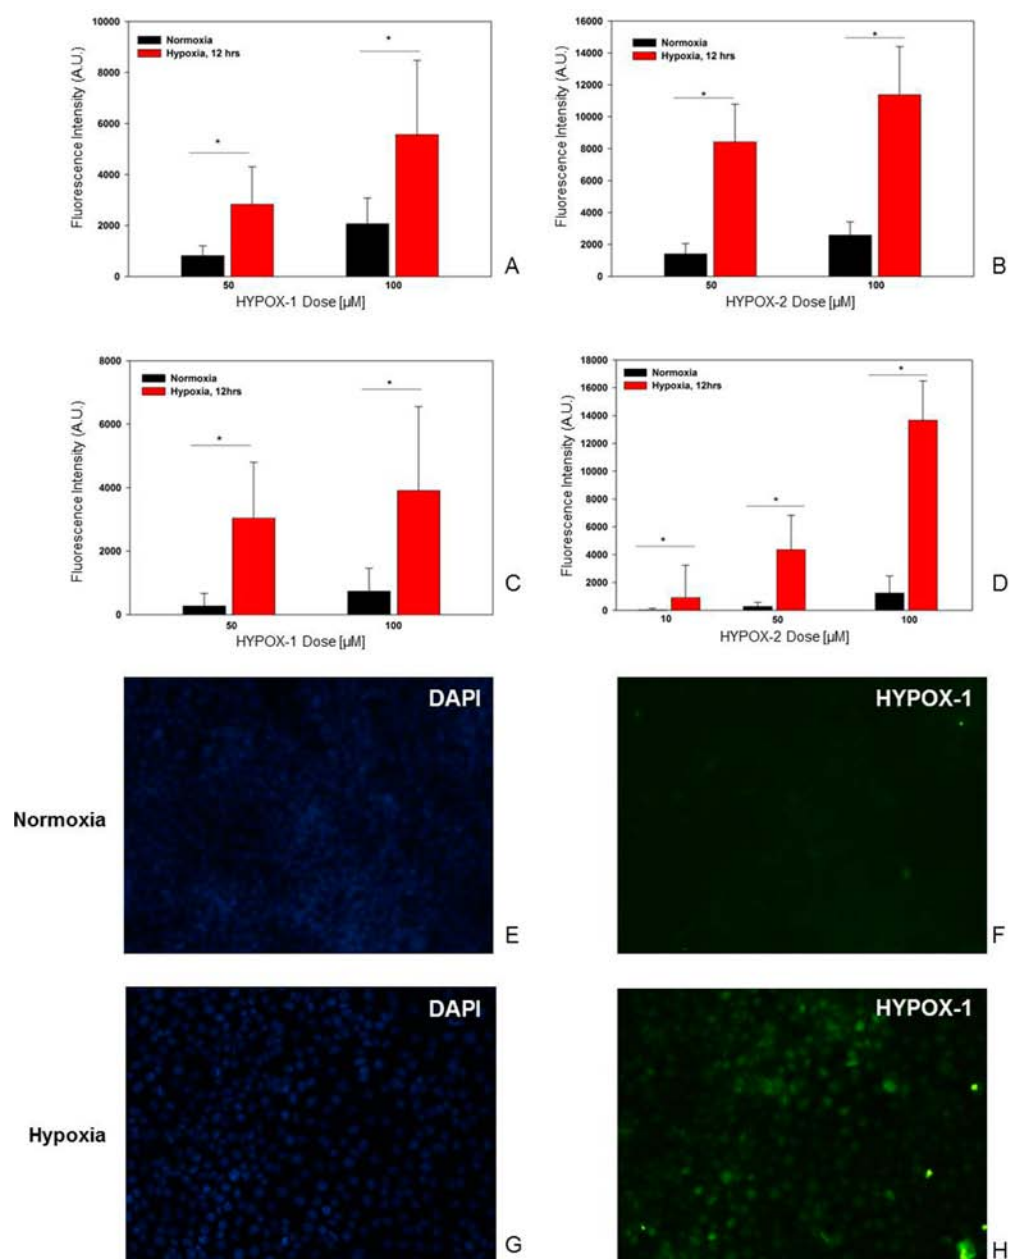 10000
8000
6000
4000
2000
0
Fluorescence Intensity (A.U.)
Normoxia
Hypoxia, 12 hrs
*
*
50
100
HYPOX-1 Dose [µM]
A
16000
14000
12000
10000
8000
6000
4000
2000
0
Fluorescence Intensity (A.U.)
Normoxia
Hypoxia, 12 hrs
*
*
50
100
HYPOX-2 Dose [µM]
B
8000
6000
4000
2000
0
Fluorescence Intensity (A.U.)
Normoxia
Hypoxia, 12hrs
*
*
50
100
HYPOX-1 Dose [µM]
C
18000
16000
14000
12000
10000
8000
6000
4000
2000
0
Fluorescence Intensity (A.U.)
Normoxia
Hypoxia, 12hrs
*
*
*
10
50
100
HYPOX-2 Dose [µM]
D
Normoxia
DAPI
E
HYPOX-1
F
Hypoxia
DAPI
G
HYPOX-1
H